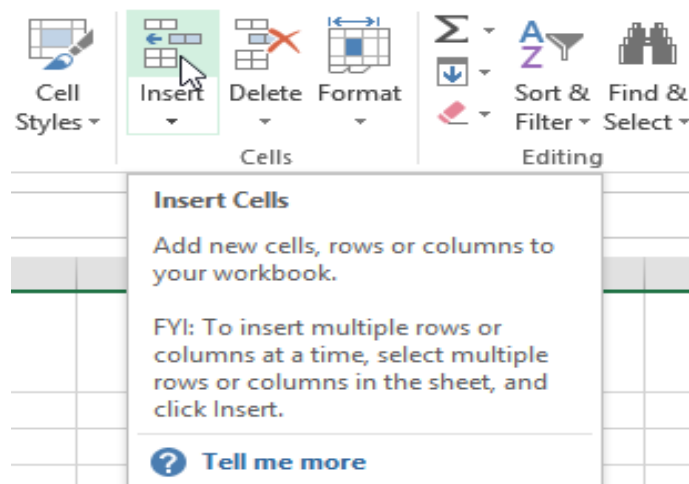 Cell Styles
Insert
Delete
Format
Sort & Filter
Find & Select
Cells
Editing
Insert Cells
Add new cells, rows or columns to
your workbook.
FYI: To insert multiple rows or
columns at a time, select multiple
rows or columns in the sheet, and
click Insert.
Tell me more